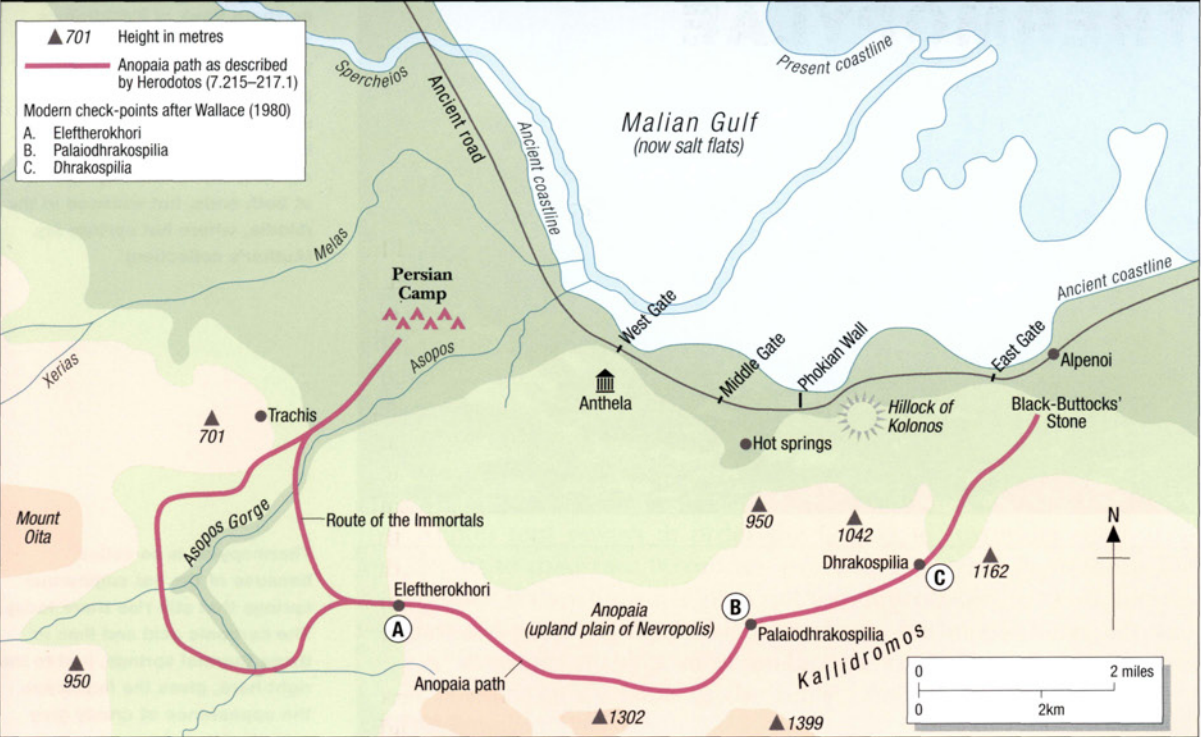 701 Height in metres
Anopaia path as described
by Herodotos (7.215–217.1)
Modern check-points after Wallace (1980)
A. Eleftherokhori
B. Palaiodhrakospilia
C. Dhrakospilia
Spercheios
Ancient road
Ancient coastline
Present coastline
Malian Gulf
(now salt flats)
Melas
Persian
Camp
Ancient coastline
Xerias
Asopos
West Gate
Middle Gate
Phokian Wall
East Gate
Alpenoi
Anthela
Trachis
701
Hot springs
Hillock of
Kolonos
Black-Buttocks'
Stone
Mount
Oita
Asopos Gorge
Route of the Immortals
950
1042
N
Dhrakospilia
C
1162
Eleftherokhori
A
Anopaia
(upland plain of Nevropolis)
B
Palaiodhrakospilia
Kallidromos
950
Anopaia path
1302
1399
0 2 miles
0 2km